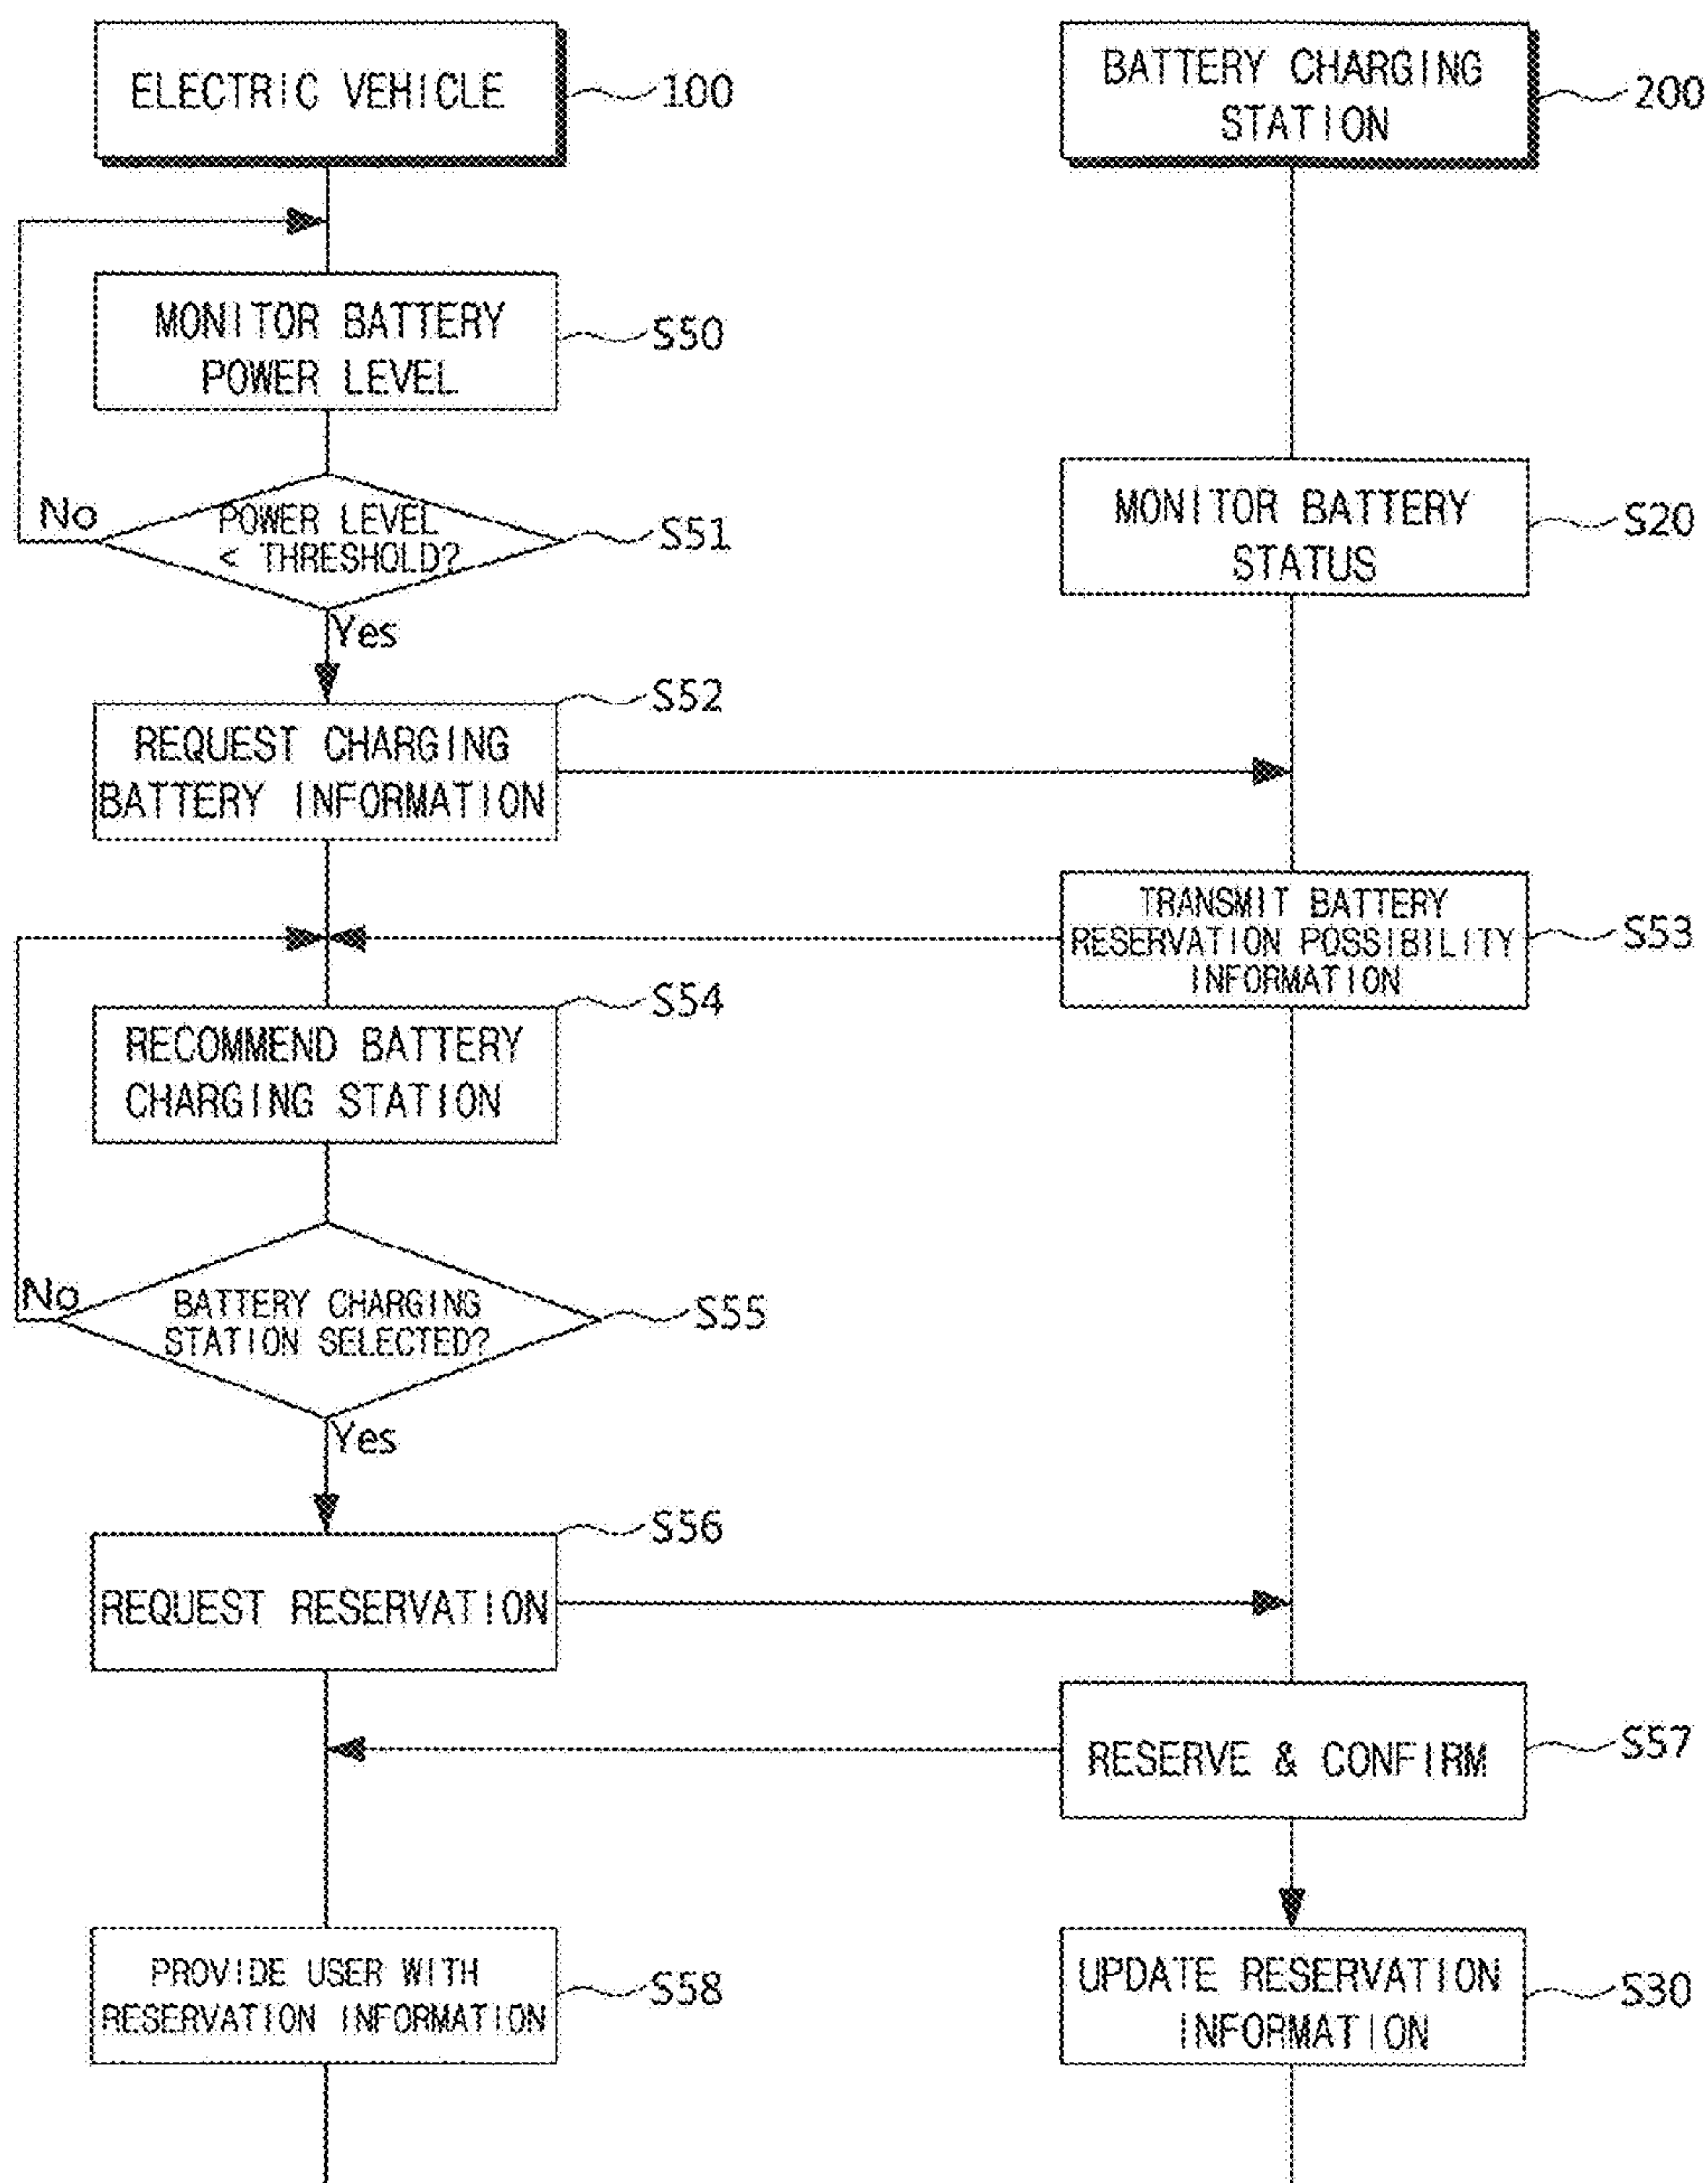 ELECTRIC VEHICLE
100
BATTERY CHARGING
STATION
200
MONITOR BATTERY
POWER LEVEL
S50
No
POWER LEVEL
< THRESHOLD?
S51
Yes
MONITOR BATTERY
STATUS
S20
S52
REQUEST CHARGING
BATTERY INFORMATION
TRANSMIT BATTERY
RESERVATION POSSIBILITY
INFORMATION
S53
S54
RECOMMEND BATTERY
CHARGING STATION
No
BATTERY CHARGING
STATION SELECTED?
S55
Yes
S56
REQUEST RESERVATION
RESERVE & CONFIRM
S57
PROVIDE USER WITH
RESERVATION INFORMATION
S58
UPDATE RESERVATION
INFORMATION
S30